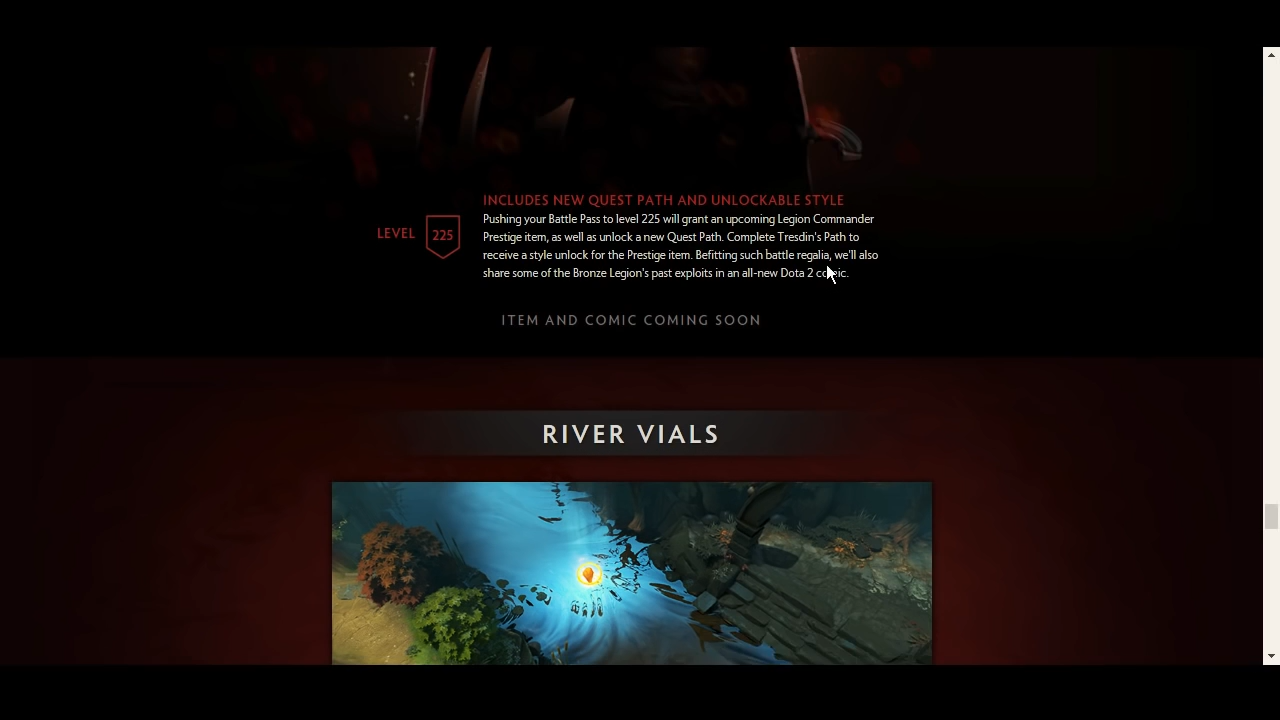 INCLUDES NEW QUEST PATH AND UNLOCKABLE STYLE
LEVEL 225
Pushing your Battle Pass to level 225 will grant an upcoming Legion Commander
Prestige item, as well as unlock a new Quest Path. Complete Tresdin's Path to
receive a style unlock for the Prestige item. Befitting such battle regalia, we'll also
share some of the Bronze Legion's past exploits in an all-new Dota 2 comic.
ITEM AND COMIC COMING SOON
RIVER VIALS